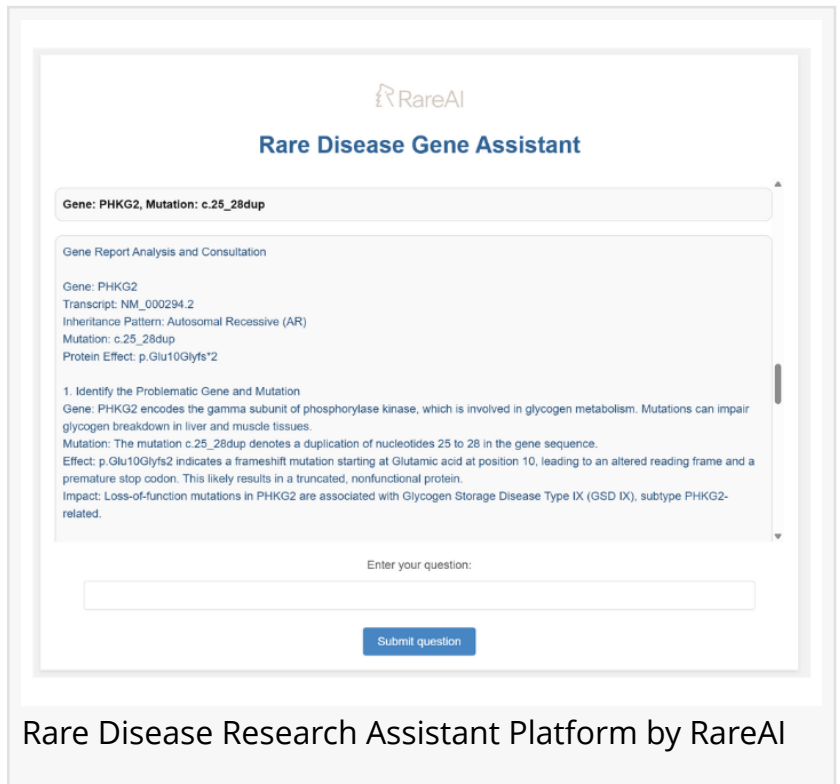 RareAI
Rare Disease Gene Assistant
Gene: PHKG2, Mutation: c.25_28dup
Gene Report Analysis and Consultation
Gene: PHKG2
Transcript: NM_000294.2
Inheritance Pattern: Autosomal Recessive (AR)
Mutation: c.25_28dup
Protein Effect: p.Glu10Glyfs*2
1. Identify the Problematic Gene and Mutation
Gene: PHKG2 encodes the gamma subunit of phosphorylase kinase, which is involved in glycogen metabolism. Mutations can impair
glycogen breakdown in liver and muscle tissues.
Mutation: The mutation c.25_28dup denotes a duplication of nucleotides 25 to 28 in the gene sequence.
Effect: p.Glu10Glyfs2 indicates a frameshift mutation starting at Glutamic acid at position 10, leading to an altered reading frame and a
premature stop codon. This likely results in a truncated, nonfunctional protein.
Impact: Loss-of-function mutations in PHKG2 are associated with Glycogen Storage Disease Type IX (GSD IX), subtype PHKG2-
related.
Enter your question:
Submit question
Rare Disease Research Assistant Platform by RareAI